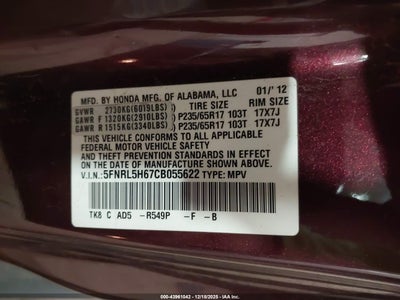 MFD. BY HONDA MFG. OF ALABAMA, LLC 01/' 12
GVWR 2730KG(6019LBS) TIRE SIZE RIM SIZE
GAWR F 1320KG(2910LBS) P235/65R17 103T 17X7J
GAWR R 1515KG(3340LBS) P235/65R17 103T 17X7J
THIS VEHICLE CONFORMS TO ALL APPLICABLE
FEDERAL MOTOR VEHICLE SAFETY
AND THEFT PREVENTION STANDARDS IN EFFECT
ON THE DATE OF MANUFACTURE SHOWN ABOVE.
V.I.N:5FNRL5H67CB055622 TYPE: MPV
TK8 C AD5 -R549P -F -B
000-43961042 - 12/18/2025 - IAA Inc.